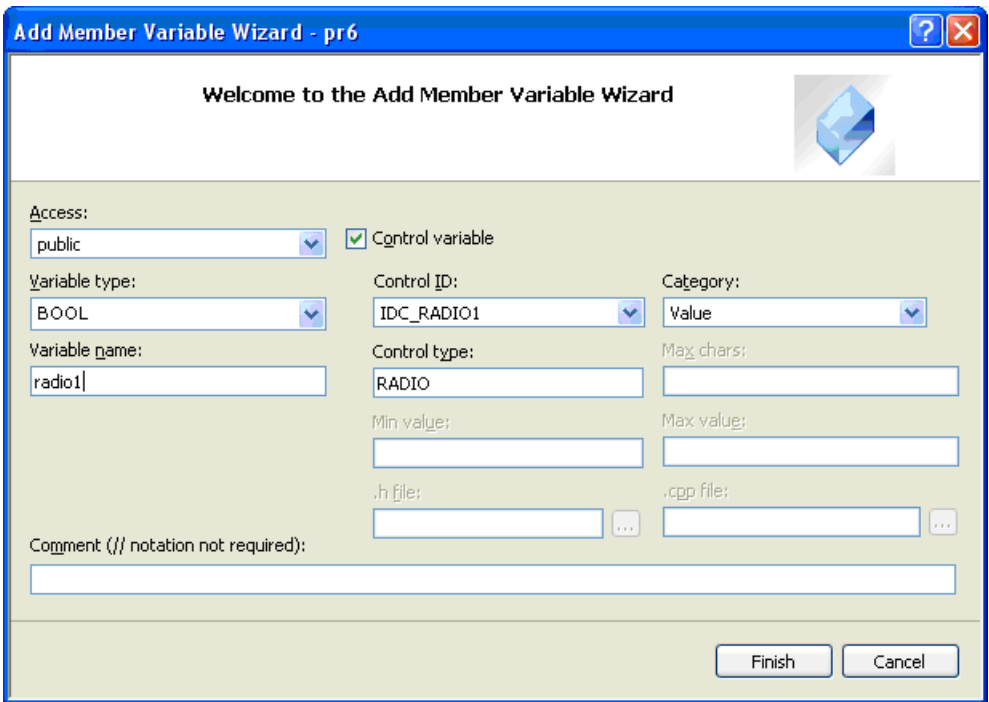 Add Member Variable Wizard - pr6
Welcome to the Add Member Variable Wizard
Access:
public
Control variable
Variable type:
Control ID:
Category:
BOOL
IDC_RADIO1
Value
Variable name:
Control type:
Max chars:
radio1
RADIO
Min value:
Max value:
.h file:
.cpp file:
...
...
Comment (// notation not required):
Finish
Cancel